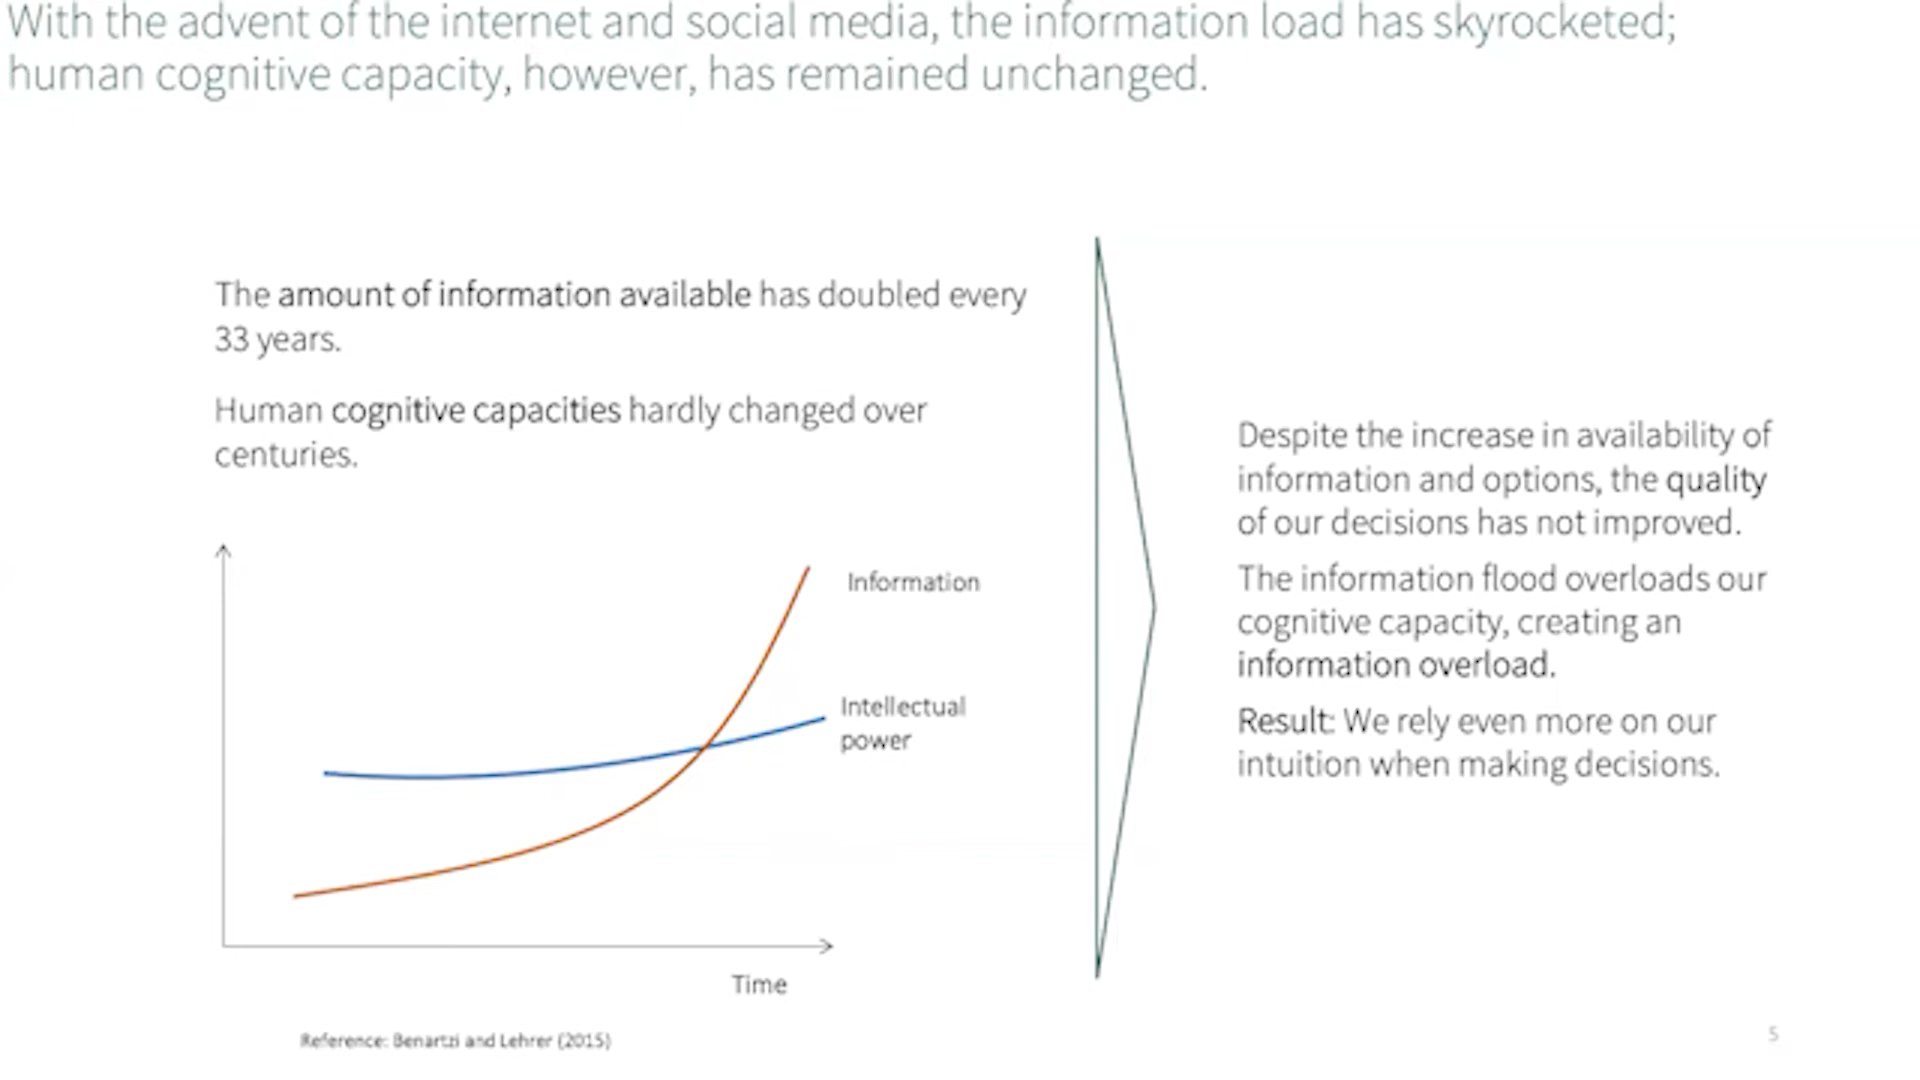 With the advent of the internet and social media, the information load has skyrocketed;
human cognitive capacity, however, has remained unchanged.
The amount of information available has doubled every
33 years.
Human cognitive capacities hardly changed over
centuries.
Information
Intellectual
power
Time
Despite the increase in availability of
information and options, the quality
of our decisions has not improved.
The information flood overloads our
cognitive capacity, creating an
information overload.
Result: We rely even more on our
intuition when making decisions.
Reference: Benartzi and Lehrer (2015)
5